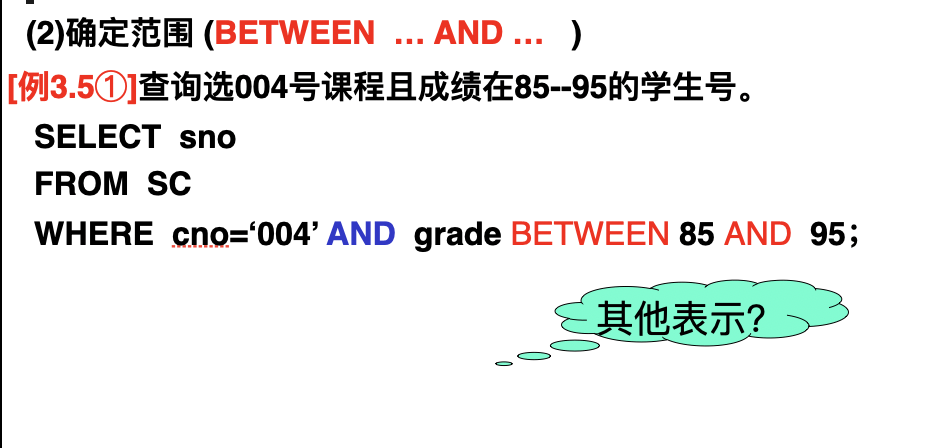 (2)确定范围 (BETWEEN … AND … )
[例3.5①]查询选004号课程且成绩在85--95的学生号。
SELECT sno
FROM SC
WHERE cno=‘004’ AND grade BETWEEN 85 AND 95；
其他表示？